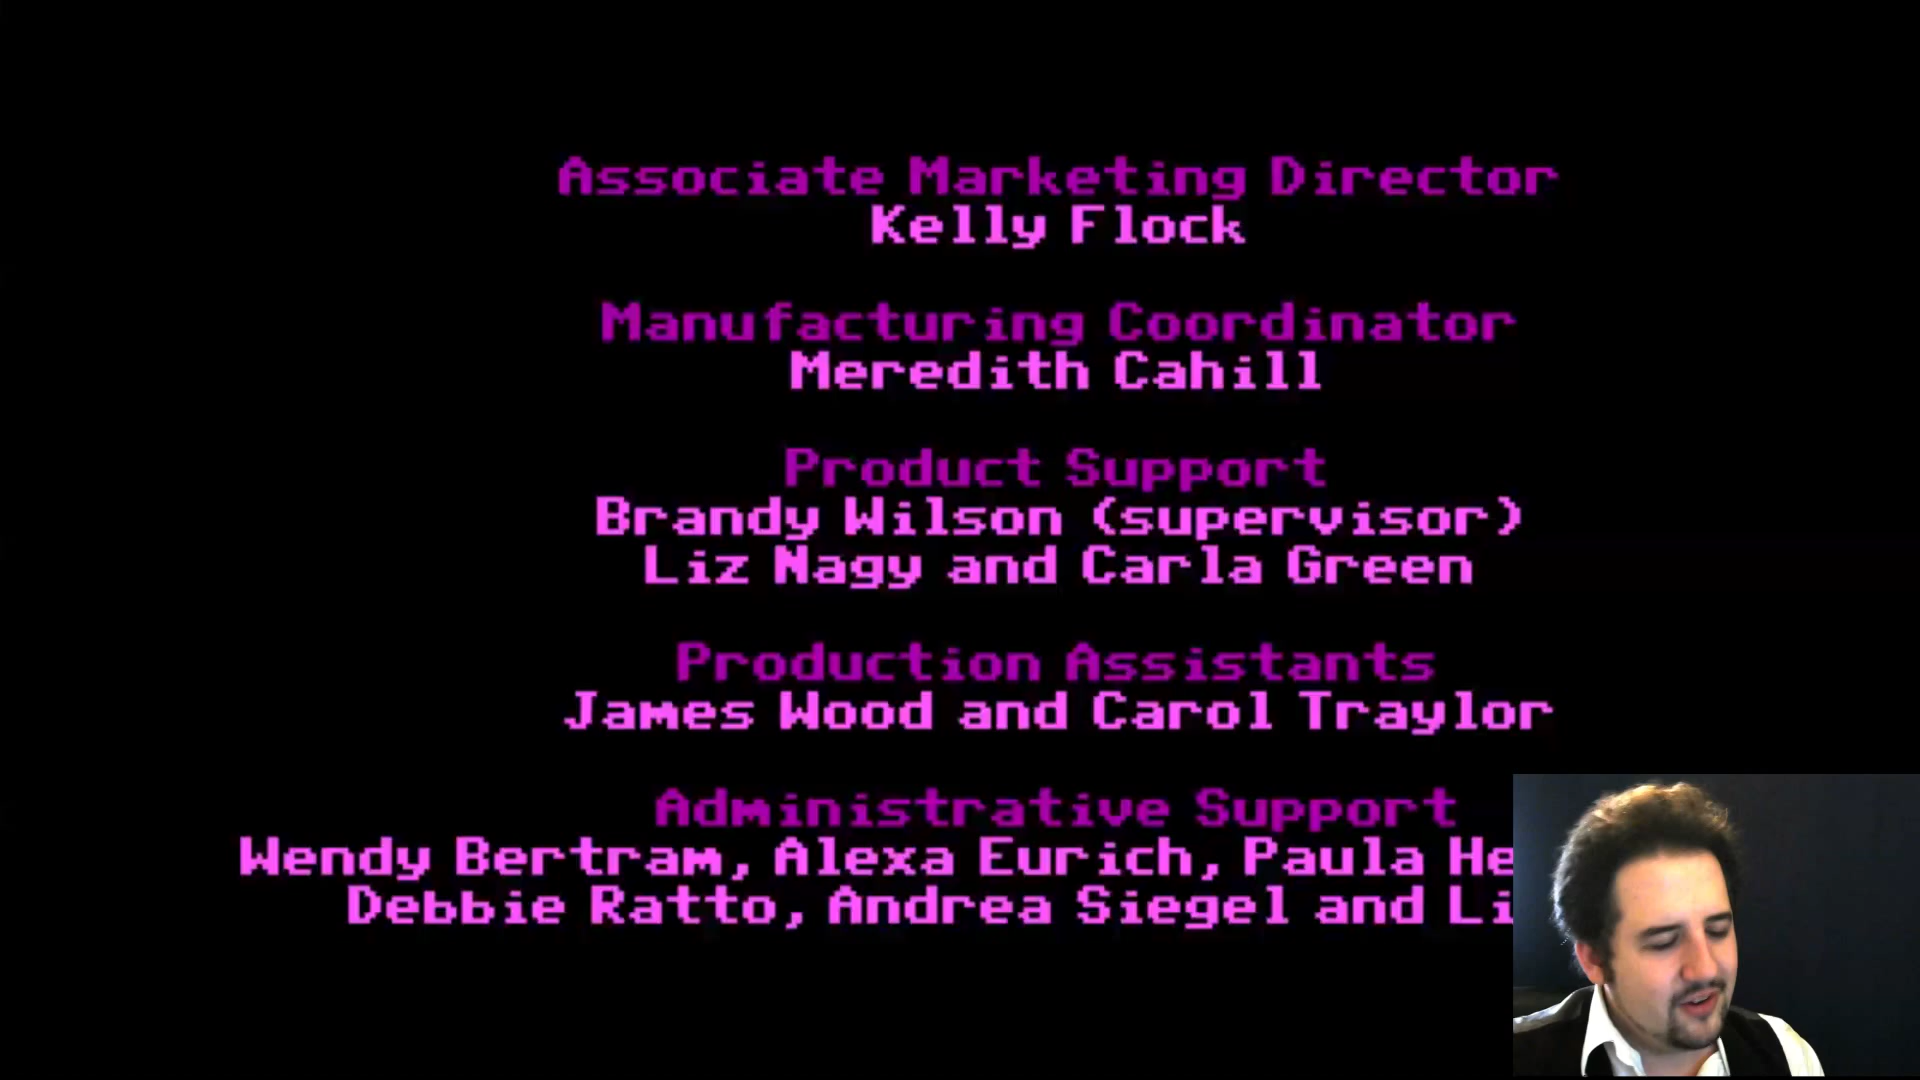 Associate Marketing Director
Kelly Flock
Manufacturing Coordinator
Meredith Cahill
Product Support
Brandy Wilson (supervisor)
Liz Nagy and Carla Green
Production Assistants
James Wood and Carol Traylor
Administrative Support
Wendy Bertram, Alexa Eurich, Paula
Debbie Ratto, Andrea Siegel and